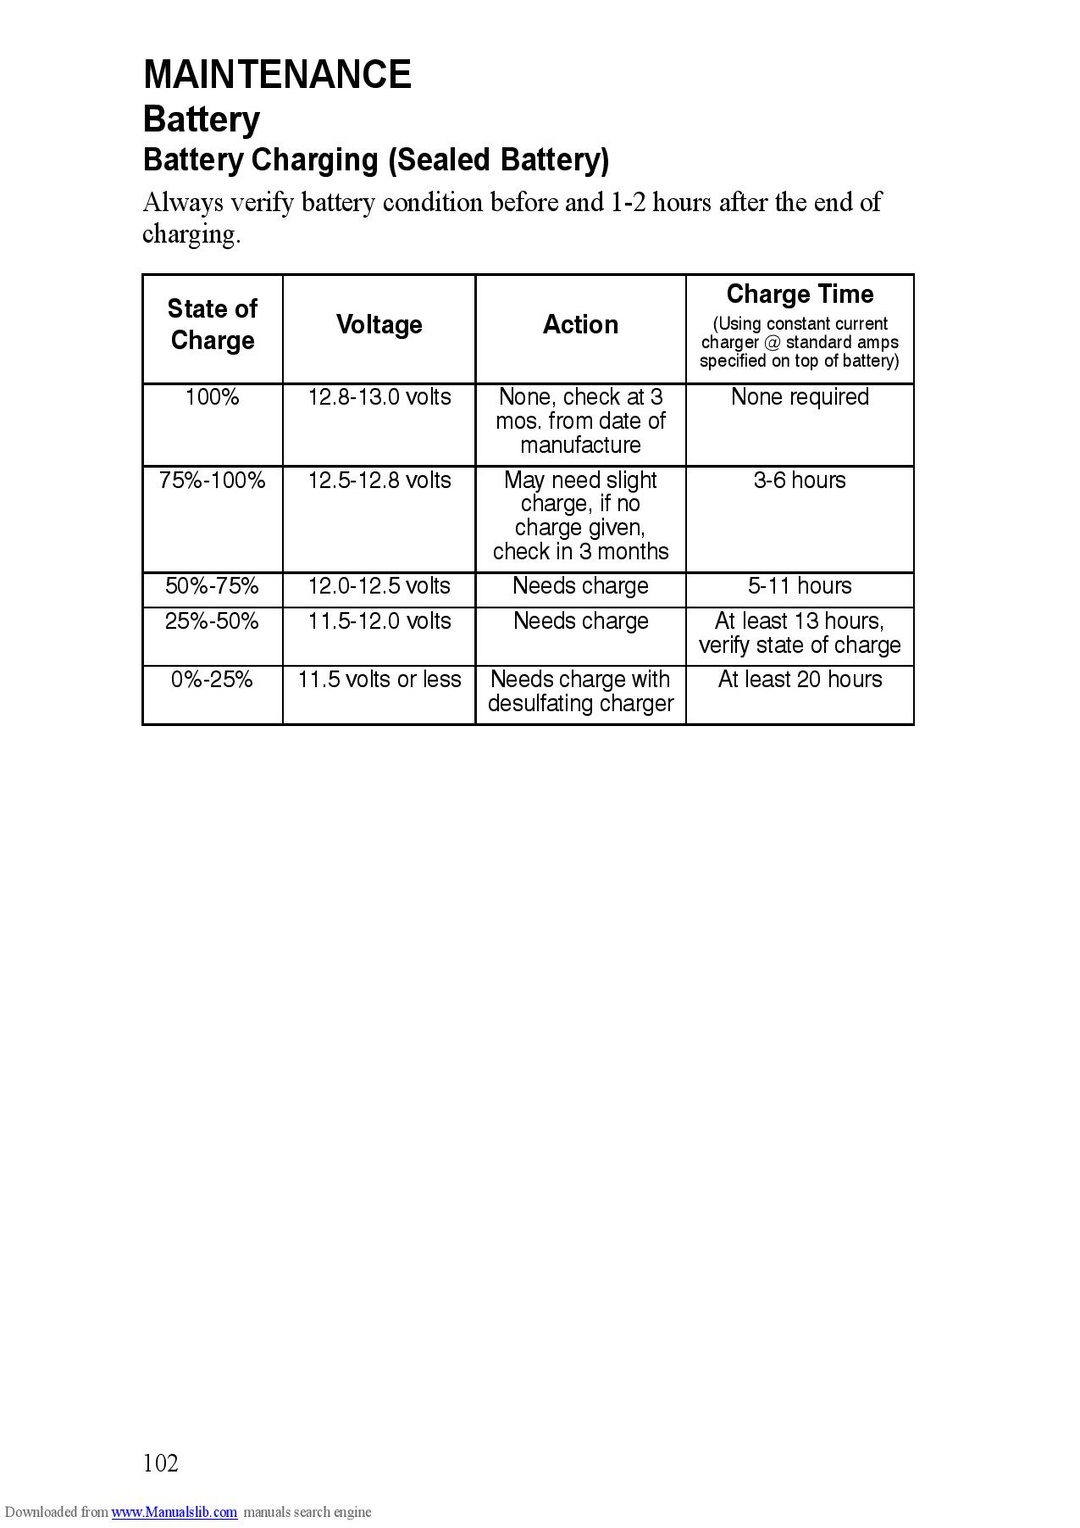 MAINTENANCE
Battery
Battery Charging (Sealed Battery)
Always verify battery condition before and 1-2 hours after the end of
charging.
State of
Charge
Voltage
Action
Charge Time
(Using constant current
charger @ standard amps
specified on top of battery)
100%
12.8-13.0 volts
None, check at 3
mos. from date of
manufacture
None required
75%-100%
12.5-12.8 volts
May need slight
charge, if no
charge given,
check in 3 months
3-6 hours
50%-75%
12.0-12.5 volts
Needs charge
5-11 hours
25%-50%
11.5-12.0 volts
Needs charge
At least 13 hours,
verify state of charge
0%-25%
11.5 volts or less
Needs charge with
desulfating charger
At least 20 hours
102
Downloaded from www.Manualslib.com manuals search engine